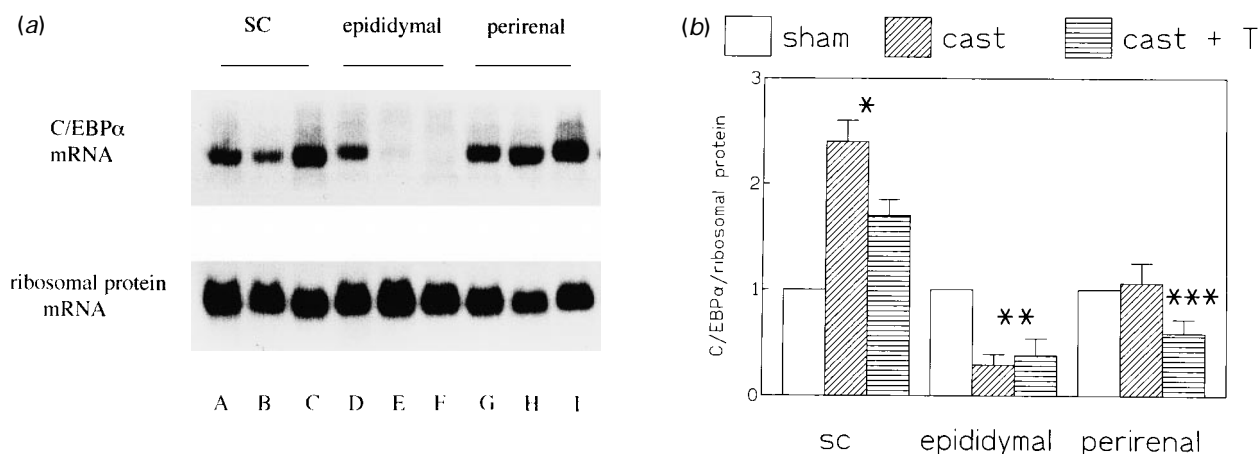 (a)
SC epididymal perirenal
C/EBPα
mRNA
ribosomal protein
mRNA
A B C D E F G H I
(b)
sham cast cast + T
C/EBPα/ribosomal protein
3
2
1
0
*
**
***
sc epididymal perirenal